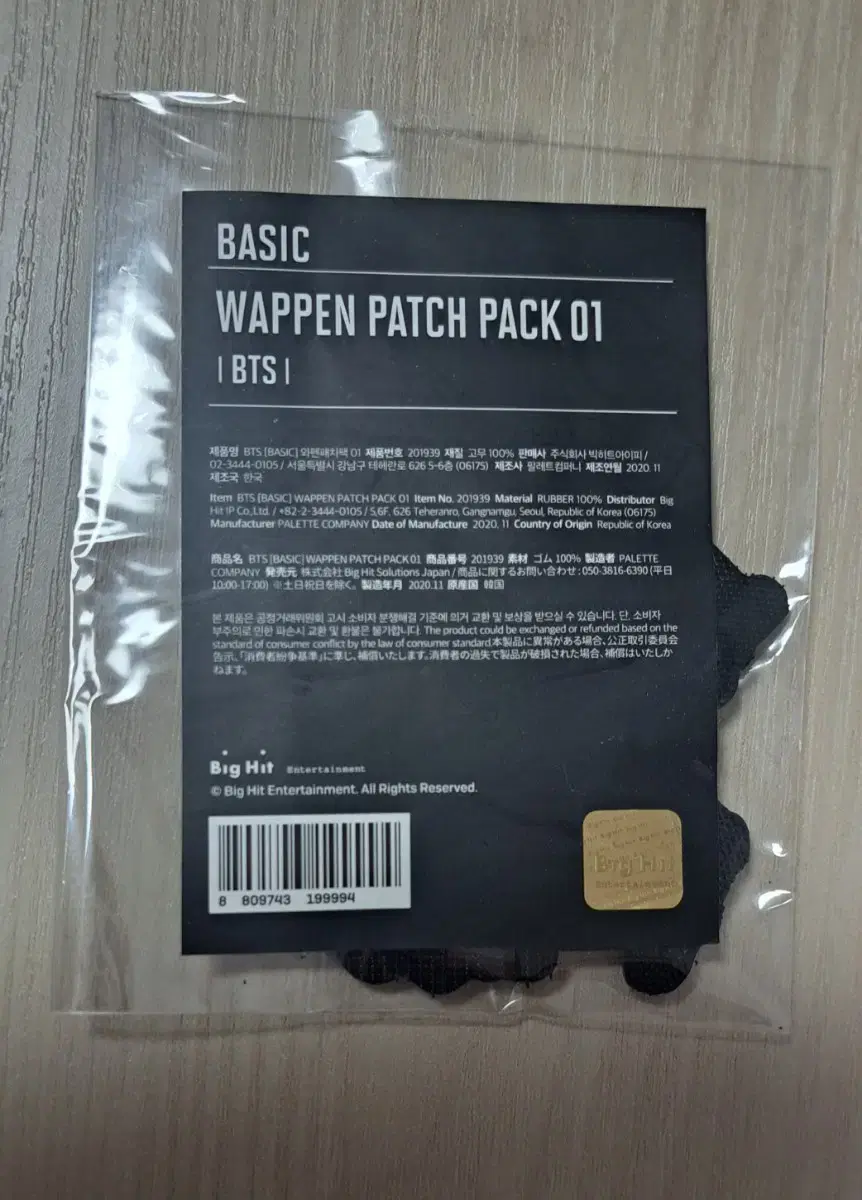 BASIC
WAPPEN PATCH PACK 01
| BTS |
제품명 BTS [BASIC] 와펜패치팩 01 제품번호 201939 재질 고무 100% 판매사 주식회사 빅히트아이피 /
02-3444-0105 / 서울특별시 강남구 테헤란로 626 5-6층 (06175) 제조사 팔레트컴퍼니 제조연월 2020. 11
제조국 한국
Item BTS [BASIC] WAPPEN PATCH PACK 01 Item No. 201939 Material RUBBER 100% Distributor Big
Hit IP Co.,Ltd. / +82-2-3444-0105 / 5,6F, 626 Teheranro, Gangnamgu, Seoul, Republic of Korea (06175)
Manufacturer PALETTE COMPANY Date of Manufacture 2020. 11 Country of Origin Republic of Korea
商品名 BTS [BASIC] WAPPEN PATCH PACK 01 商品番号 201939 素材 ゴム 100% 製造者 PALETTE
COMPANY 発売元 株式会社 Big Hit Solutions Japan / 商品に関するお問い合わせ : 050-3816-6390 (平日
10:00-17:00) ※土日祝日を除く。 製造年月 2020.11 原産国 韓国
본 제품은 공정거래위원회 고시 소비자 분쟁해결 기준에 의거 교환 및 보상을 받으실 수 있습니다. 단, 소비자
부주의로 인한 파손시 교환 및 환불은 불가합니다. The product could be exchanged or refunded based on the
standard of consumer conflict by the law of consumer standard.本製品に異常がある場合、公正取引委員会
告示、「消費者紛争基準」に準じ、補償いたします。消費者の過失で製品が破損された場合、補償はいたしか
ねます。
Big Hit Entertainment
© Big Hit Entertainment. All Rights Reserved.
8 809743 199994
Big Hit
Entertainment